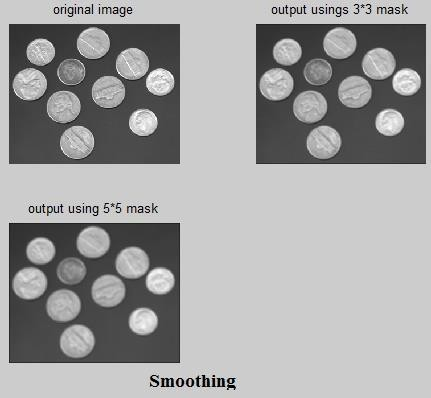 original image
output usings 3*3 mask
output using 5*5 mask
Smoothing